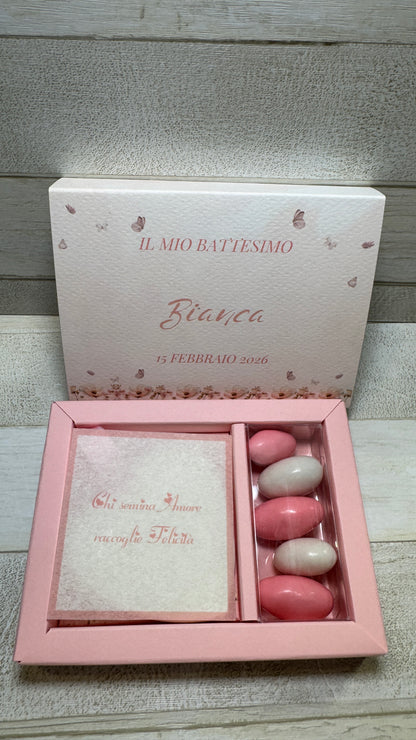 IL MIO BATTESIMO
Bianca
15 FEBBRAIO 2026
Chi semina Amore
raccoglie Felicità